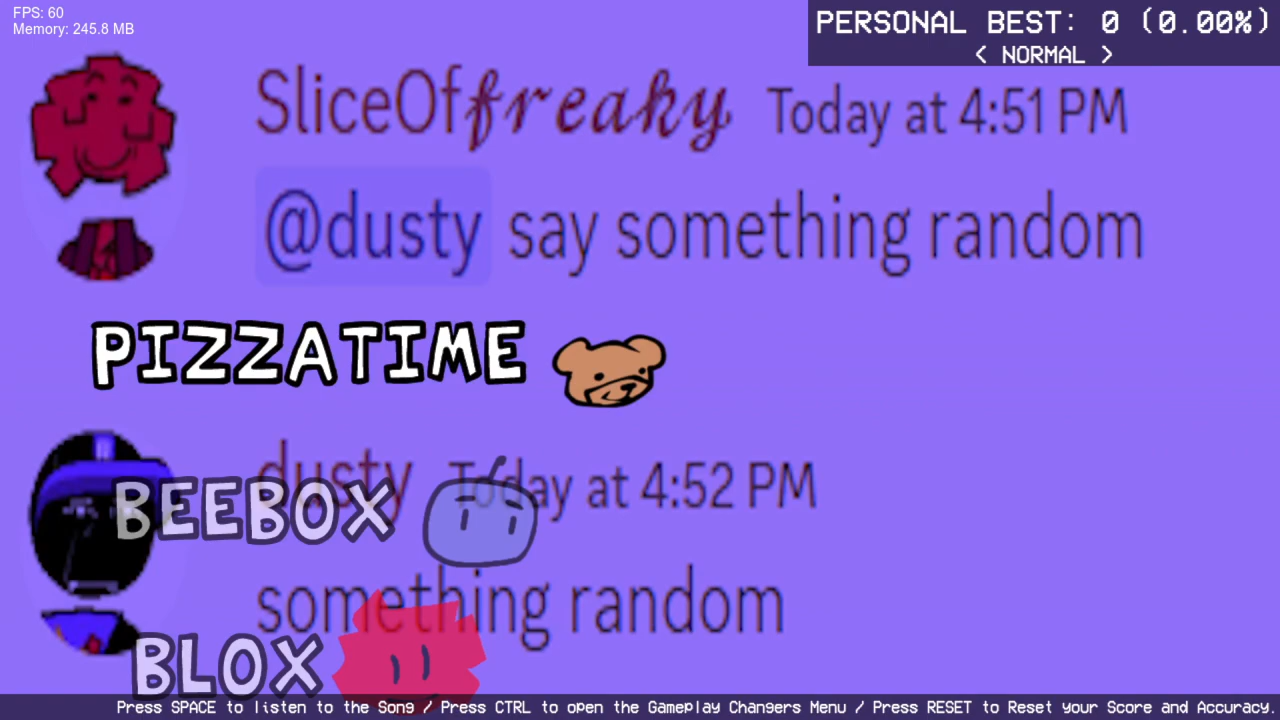 FPS: 60
Memory: 245.8 MB
PERSONAL BEST: 0 (0.00%)
< NORMAL >
SliceOf𝒻𝓇ℯ𝒶𝓀𝓎 Today at 4:51 PM
@dusty say something random
PIZZATIME
dusty Today at 4:52 PM
BEEBOX
something random
BLOX
Press SPACE to listen to the Song / Press CTRL to open the Gameplay Changers Menu / Press RESET to Reset your Score and Accuracy.